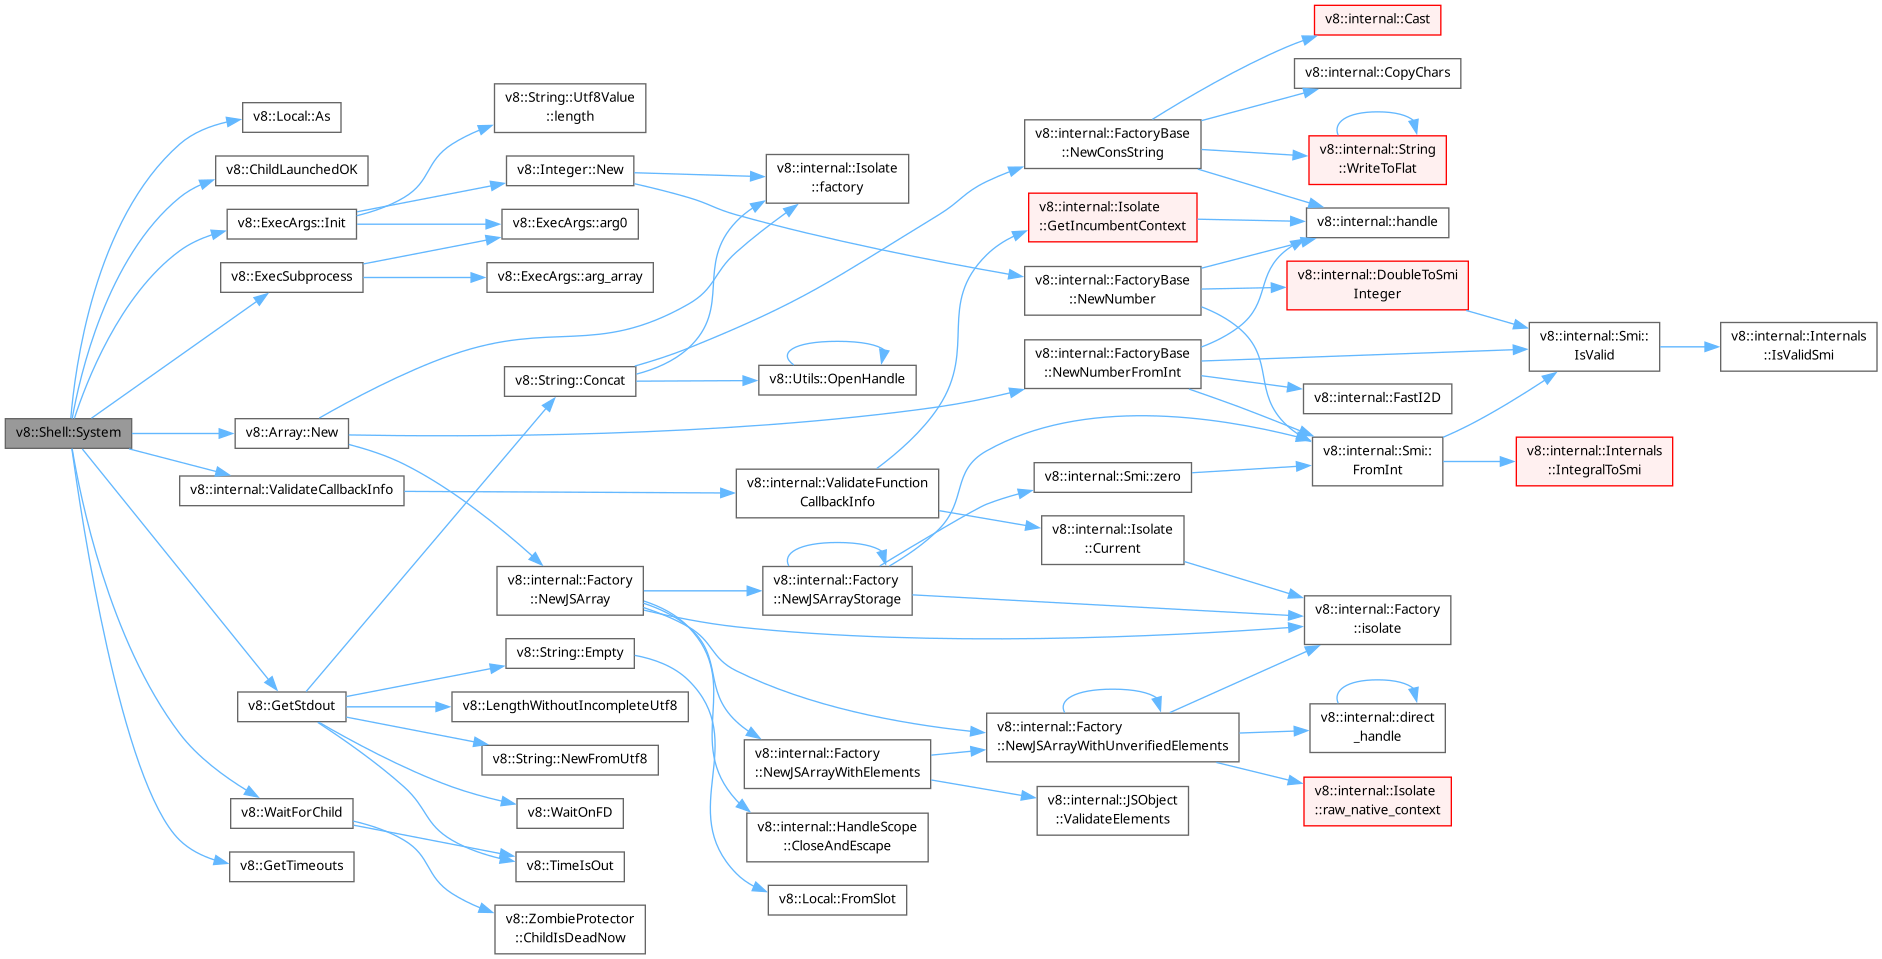 v8::Shell::System
v8::Local::As
v8::ChildLaunchedOK
v8::ExecArgs::Init
v8::ExecSubprocess
v8::Array::New
v8::internal::ValidateCallbackInfo
v8::GetStdout
v8::WaitForChild
v8::GetTimeouts
v8::String::Utf8Value
::length
v8::Integer::New
v8::ExecArgs::arg0
v8::ExecArgs::arg_array
v8::String::Concat
v8::internal::Factory
::NewJSArray
v8::String::Empty
v8::LengthWithoutIncompleteUtf8
v8::String::NewFromUtf8
v8::WaitOnFD
v8::TimeIsOut
v8::ZombieProtector
::ChildIsDeadNow
v8::internal::Isolate
::factory
v8::Utils::OpenHandle
v8::internal::ValidateFunction
CallbackInfo
v8::internal::Factory
::NewJSArrayStorage
v8::internal::Factory
::NewJSArrayWithElements
v8::internal::HandleScope
::CloseAndEscape
v8::Local::FromSlot
v8::internal::FactoryBase
::NewConsString
v8::internal::Isolate
::GetIncumbentContext
v8::internal::FactoryBase
::NewNumber
v8::internal::FactoryBase
::NewNumberFromInt
v8::internal::Smi::zero
v8::internal::Isolate
::Current
v8::internal::Factory
::NewJSArrayWithUnverifiedElements
v8::internal::JSObject
::ValidateElements
v8::internal::Cast
v8::internal::CopyChars
v8::internal::String
::WriteToFlat
v8::internal::handle
v8::internal::DoubleToSmi
Integer
v8::internal::FastI2D
v8::internal::Smi::
FromInt
v8::internal::Factory
::isolate
v8::internal::direct
_handle
v8::internal::Isolate
::raw_native_context
v8::internal::Smi::
IsValid
v8::internal::Internals
::IntegralToSmi
v8::internal::Internals
::IsValidSmi